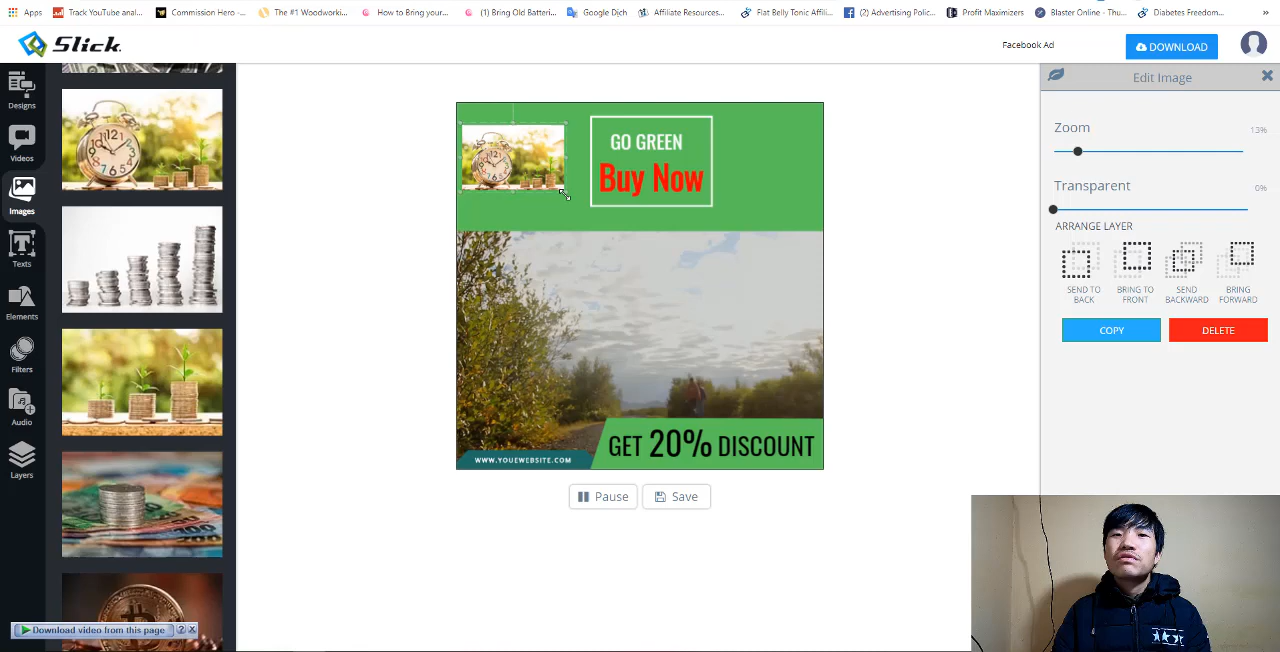 Apps
Track YouTube anal...
Commission Hero -...
The #1 Woodworki...
How to Bring your...
(1) Bring Old Batteri...
Google Dịch
Affiliate Resources...
Flat Belly Tonic Affili...
(2) Advertising Polic...
Profit Maximizers
Blaster Online - Thu...
Diabetes Freedom...
»
Slick.
Facebook Ad
DOWNLOAD
Designs
Videos
Images
Texts
Elements
Filters
Audio
Layers
GO GREEN
Buy Now
GET 20% DISCOUNT
WWW.YOUEWEBSITE.COM
Pause
Save
Edit Image
Zoom
13%
Transparent
0%
ARRANGE LAYER
SEND TO BACK
BRING TO FRONT
SEND BACKWARD
BRING FORWARD
COPY
DELETE
Download video from this page
? X